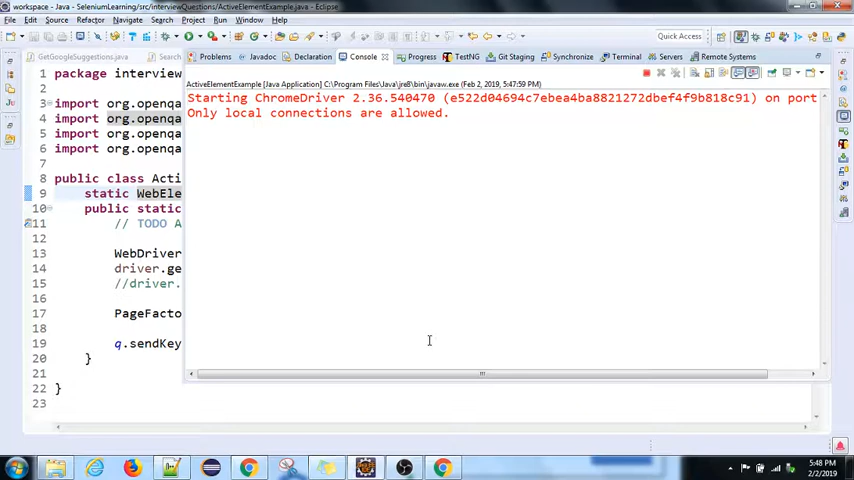 workspace - Java - SeleniumLearning/src/interviewQuestions/ActiveElementExample.java - Eclipse
File Edit Source Refactor Navigate Search Project Run Window Help
Quick Access
GetGoogleSuggestions.java Search
Problems Javadoc Declaration Console Progress TestNG Git Staging Synchronize Terminal Servers Remote Systems
ActiveElementExample [Java Application] C:\Program Files\Java\jre8\bin\javaw.exe (Feb 2, 2019, 5:47:59 PM)
Starting ChromeDriver 2.36.540470 (e522d04694c7ebea4ba8821272dbef4f9b818c91) on port
Only local connections are allowed.
1 package interview
3 import org.openqa
4 import org.openqa
5 import org.openqa
6 import org.openqa
7
8 public class Acti
9 static WebEle
10 public static
11 // TODO A
12
13 WebDriver
14 driver.ge
15 //driver.
16
17 PageFacto
18
19 q.sendKey
20 }
21
22 }
23
5:48 PM
2/2/2019